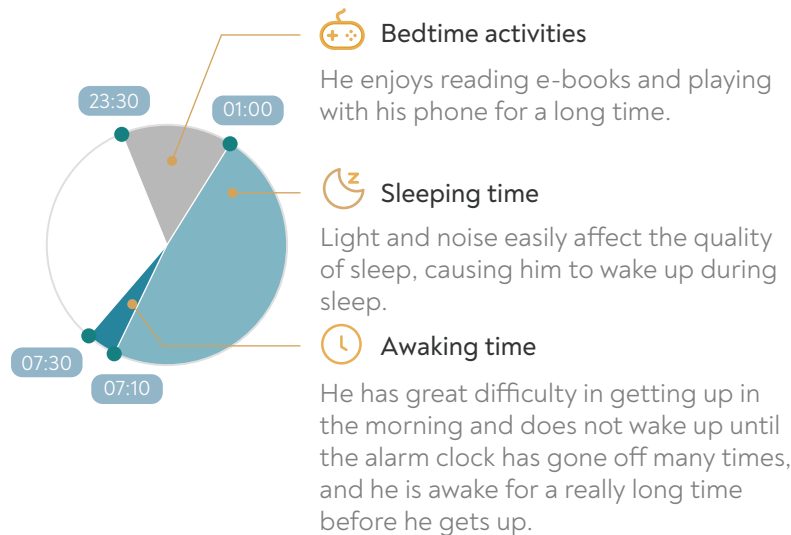 Bedtime activities
He enjoys reading e-books and playing
with his phone for a long time.
23:30
01:00
z
Sleeping time
Light and noise easily affect the quality
of sleep, causing him to wake up during
sleep.
Awaking time
07:30
07:10
He has great difficulty in getting up in
the morning and does not wake up until
the alarm clock has gone off many times,
and he is awake for a really long time
before he gets up.